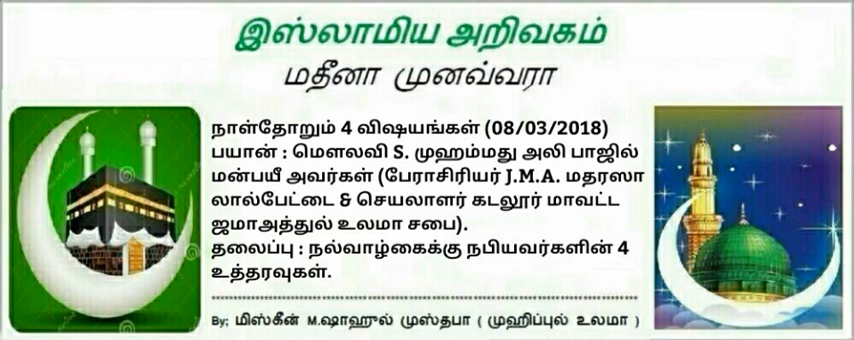 இஸ்லாமிய அறிவகம்
மதீனா முனவ்வரா
நாள்தோறும் 4 விஷயங்கள் (08/03/2018)
பயான் : மௌலவி S. முஹம்மது அலி பாஜில்
மன்பயீ அவர்கள் (பேராசிரியர் J.M.A. மதரஸா
லால்பேட்டை & செயலாளர் கடலூர் மாவட்ட
ஜமாஅத்துல் உலமா சபை).
தலைப்பு : நல்வாழ்கைக்கு நபியவர்களின் 4
உத்தரவுகள்.
By; மிஸ்கீன் M.ஷாஹுல் முஸ்தபா ( முஹிப்புல் உலமா )